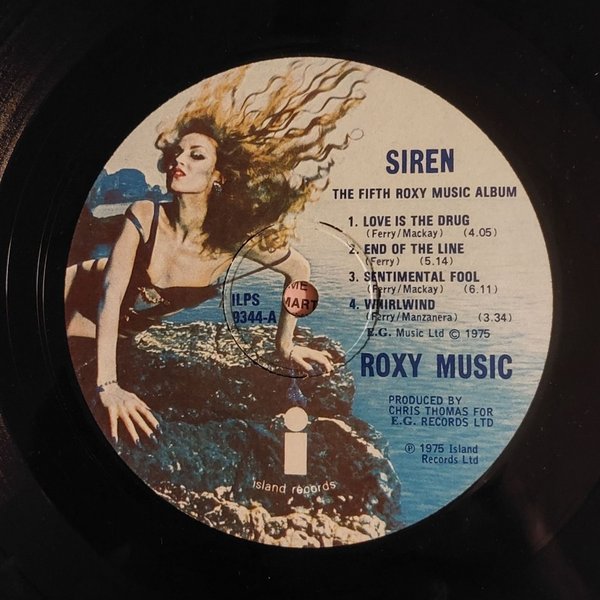 SIREN
THE FIFTH ROXY MUSIC ALBUM
1. LOVE IS THE DRUG
(Ferry/Mackay) (4.05)
2. END OF THE LINE
(Ferry) (5.14)
3. SENTIMENTAL FOOL
(Ferry/Mackay) (6.11)
4. WHIRLWIND
(Ferry/Manzanera) (3.34)
E.G. Music Ltd © 1975
ILPS
9344-A
ME
MART
ROXY MUSIC
PRODUCED BY
CHRIS THOMAS FOR
E.G. RECORDS LTD
℗ 1975 Island
Records Ltd
i
island records